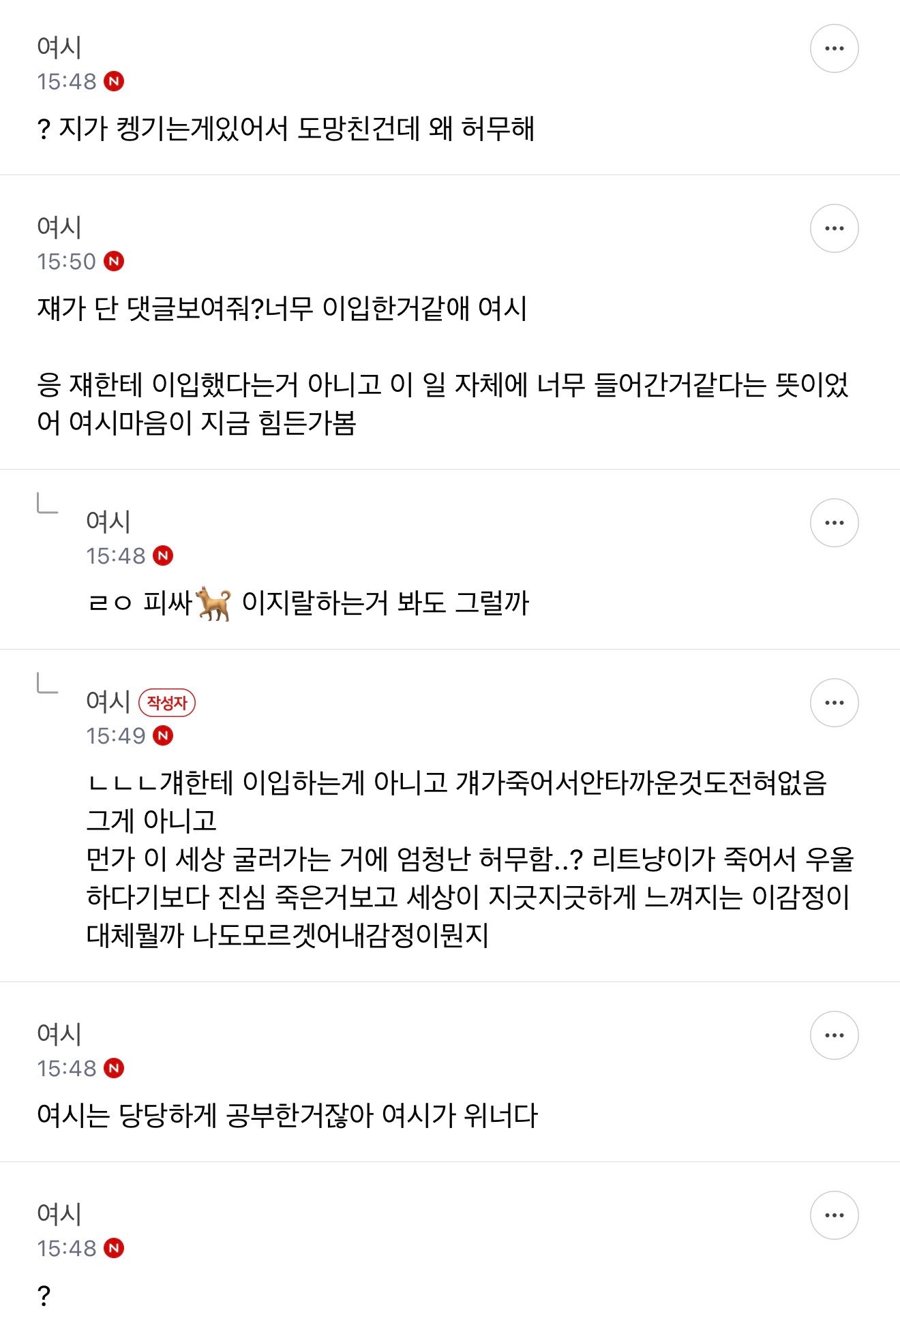 여시
15:48 N
? 지가 켕기는게있어서 도망친건데 왜 허무해
여시
15:50 N
쟤가 단 댓글보여줘?너무 이입한거같애 여시
응 쟤한테 이입했다는거 아니고 이 일 자체에 너무 들어간거같다는 뜻이었
어 여시마음이 지금 힘든가봄
여시
15:48 N
ㄹㅇ 피싸🐕 이지랄하는거 봐도 그럴까
여시 작성자
15:49 N
ㄴㄴㄴ걔한테 이입하는게 아니고 걔가죽어서안타까운것도전혀없음
그게 아니고
먼가 이 세상 굴러가는 거에 엄청난 허무함..? 리트냥이가 죽어서 우울
하다기보다 진심 죽은거보고 세상이 지긋지긋하게 느껴지는 이감정이
대체뭘까 나도모르겟어내감정이뭔지
여시
15:48 N
여시는 당당하게 공부한거잖아 여시가 위너다
여시
15:48 N
?